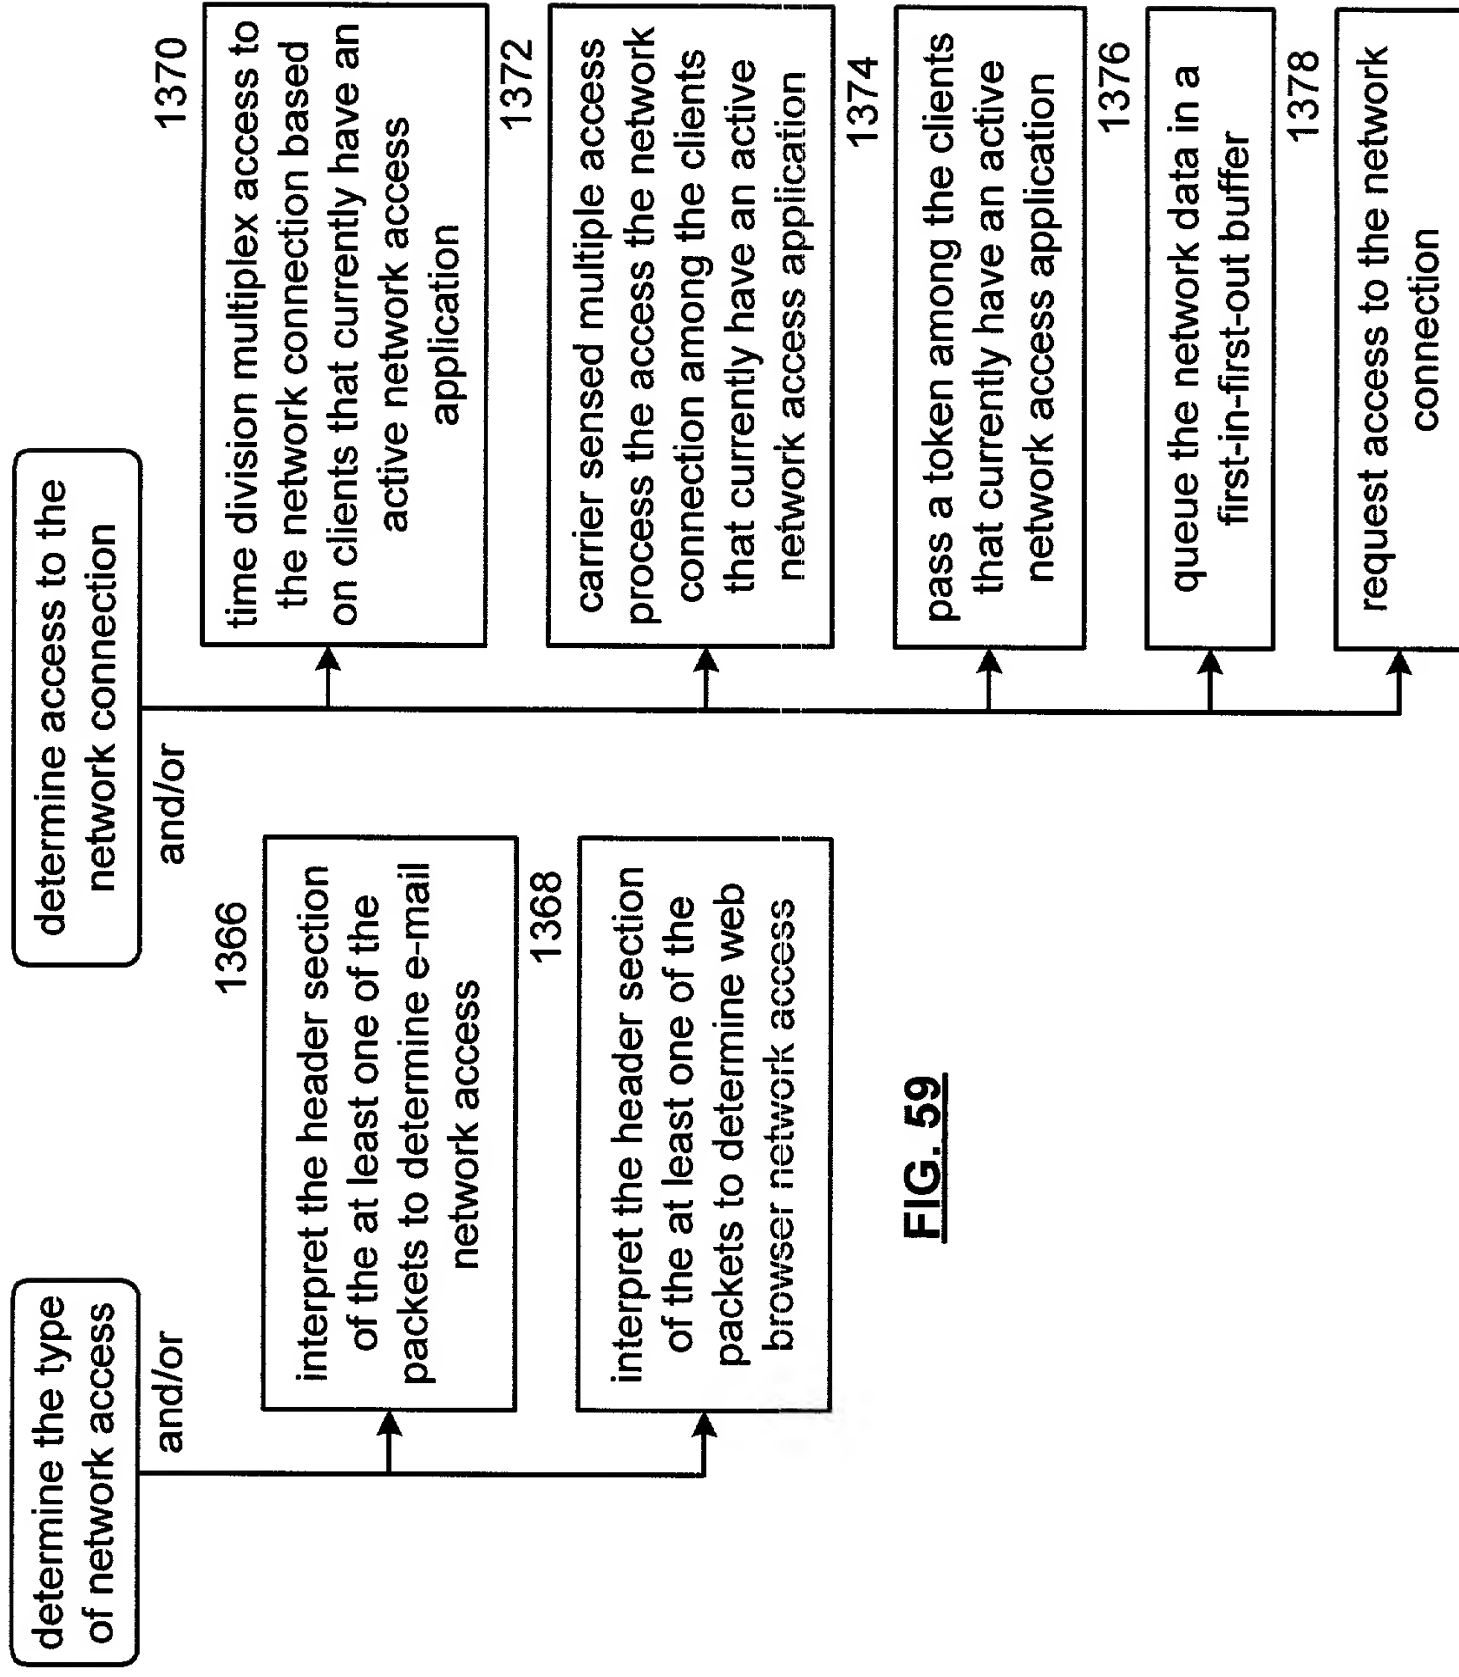 determine the type
of network access
and/or
1366
interpret the header section
of the at least one of the
packets to determine e-mail
network access
1368
interpret the header section
of the at least one of the
packets to determine web
browser network access
determine access to the
network connection
and/or
1370
time division multiplex access to
the network connection based
on clients that currently have an
active network access
application
1372
carrier sensed multiple access
process the access the network
connection among the clients
that currently have an active
network access application
1374
pass a token among the clients
that currently have an active
network access application
1376
queue the network data in a
first-in-first-out buffer
1378
request access to the network
connection
FIG. 59